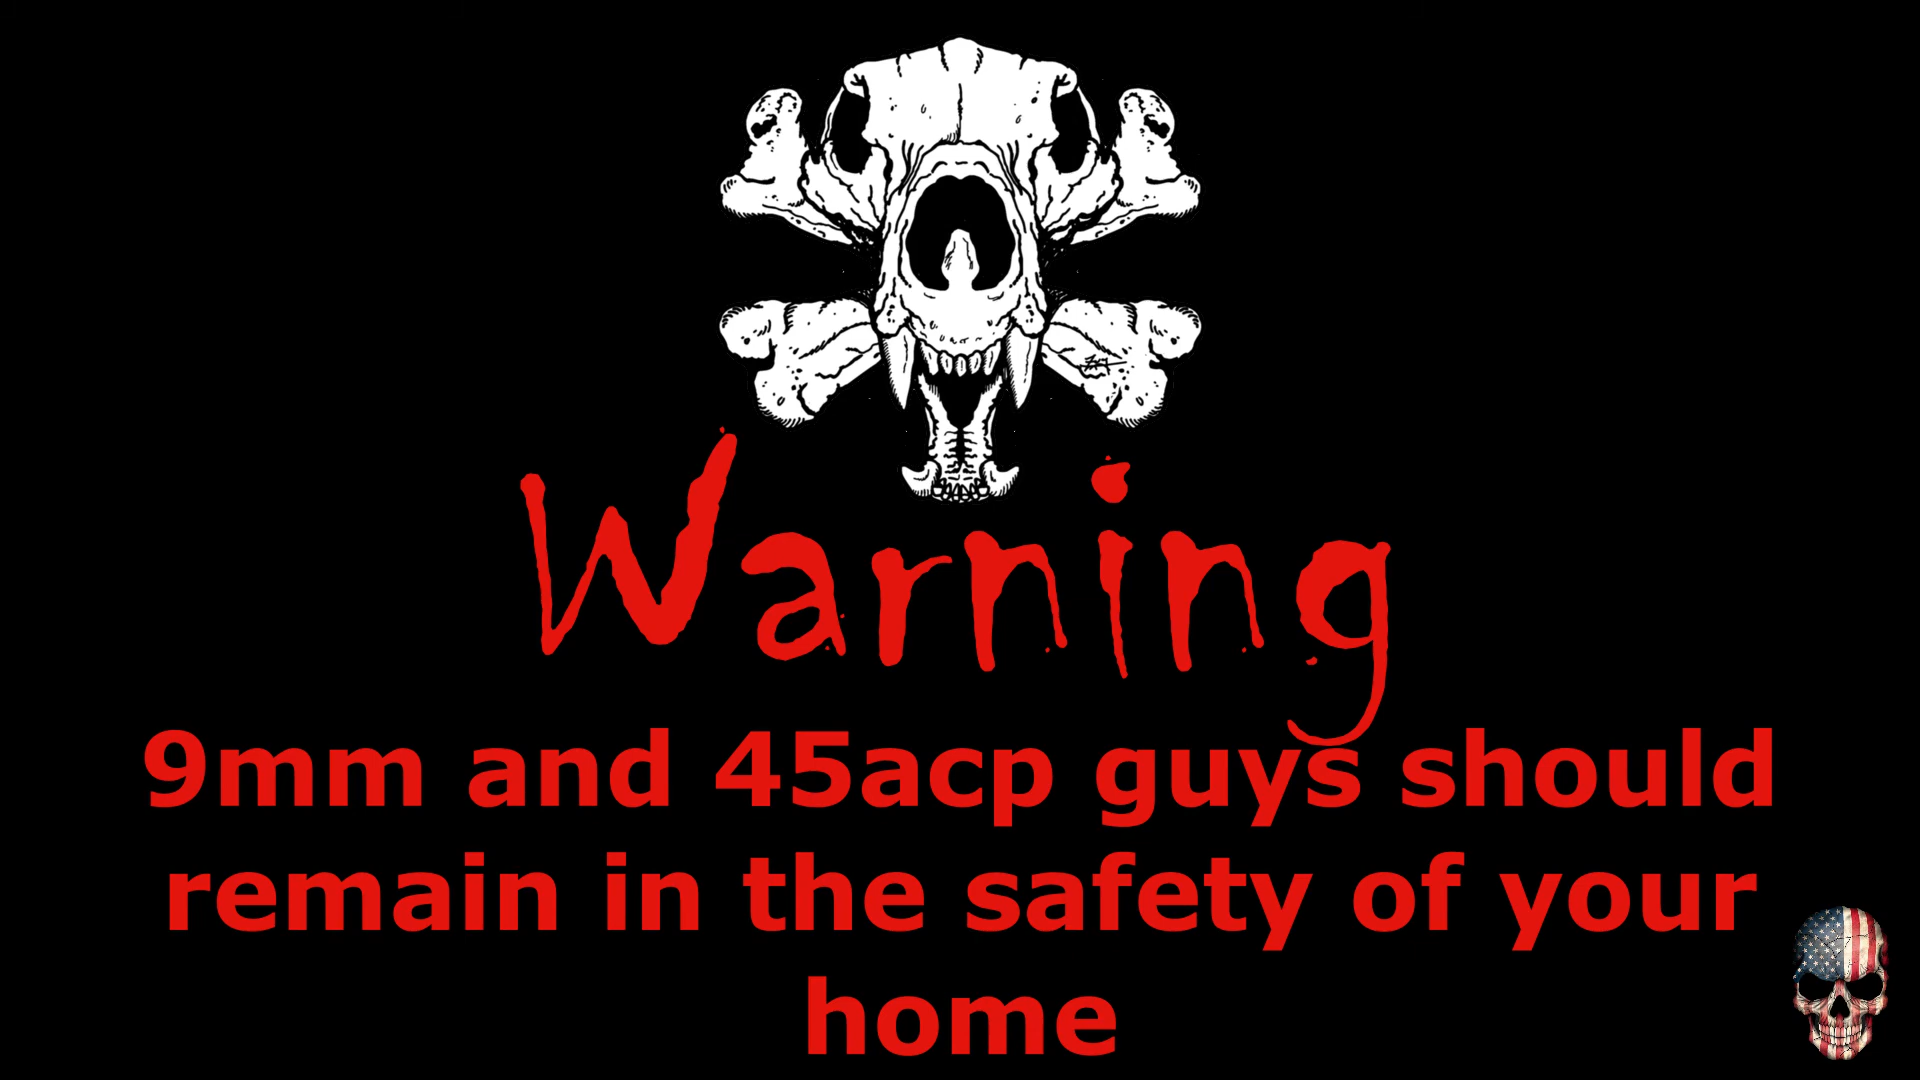 Warning
9mm and 45acp guys should
remain in the safety of your
home